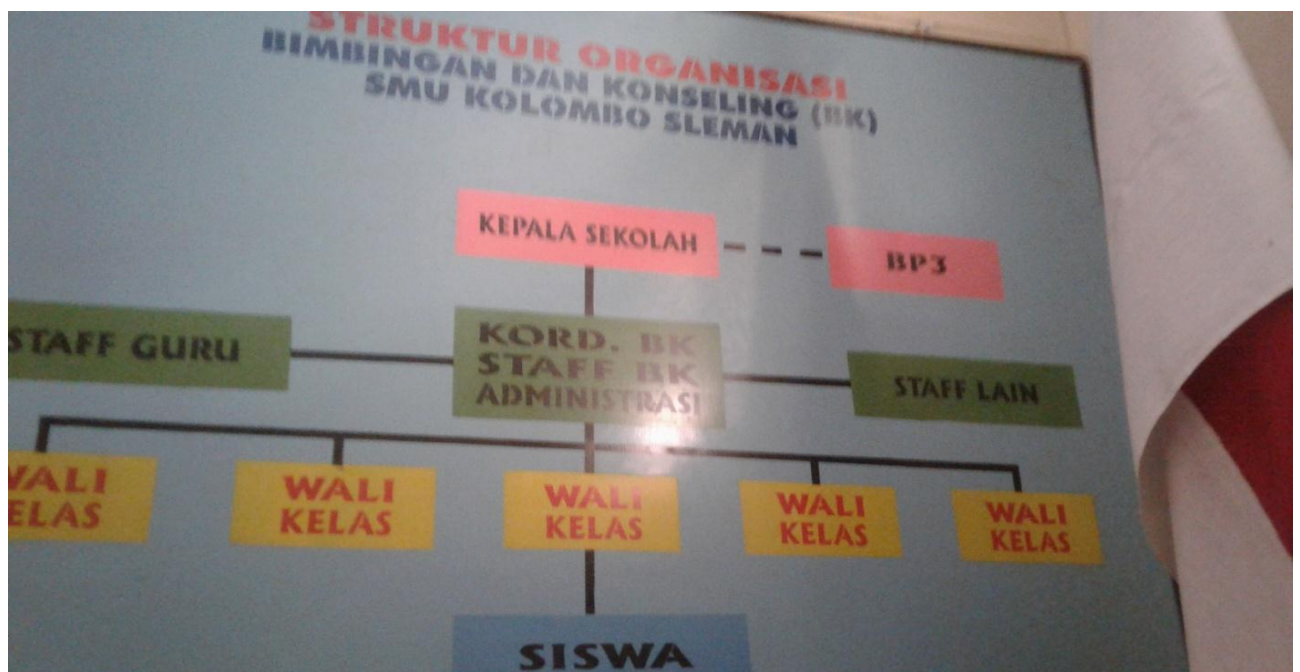 STRUKTUR ORGANISASI
BIMBINGAN DAN KONSELING (BK)
SMU KOLOMBO SLEMAN
KEPALA SEKOLAH
BP3
STAFF GURU
KORD. BK
STAFF BK
ADMINISTRASI
STAFF LAIN
WALI
KELAS
WALI
KELAS
WALI
KELAS
WALI
KELAS
WALI
KELAS
SISWA